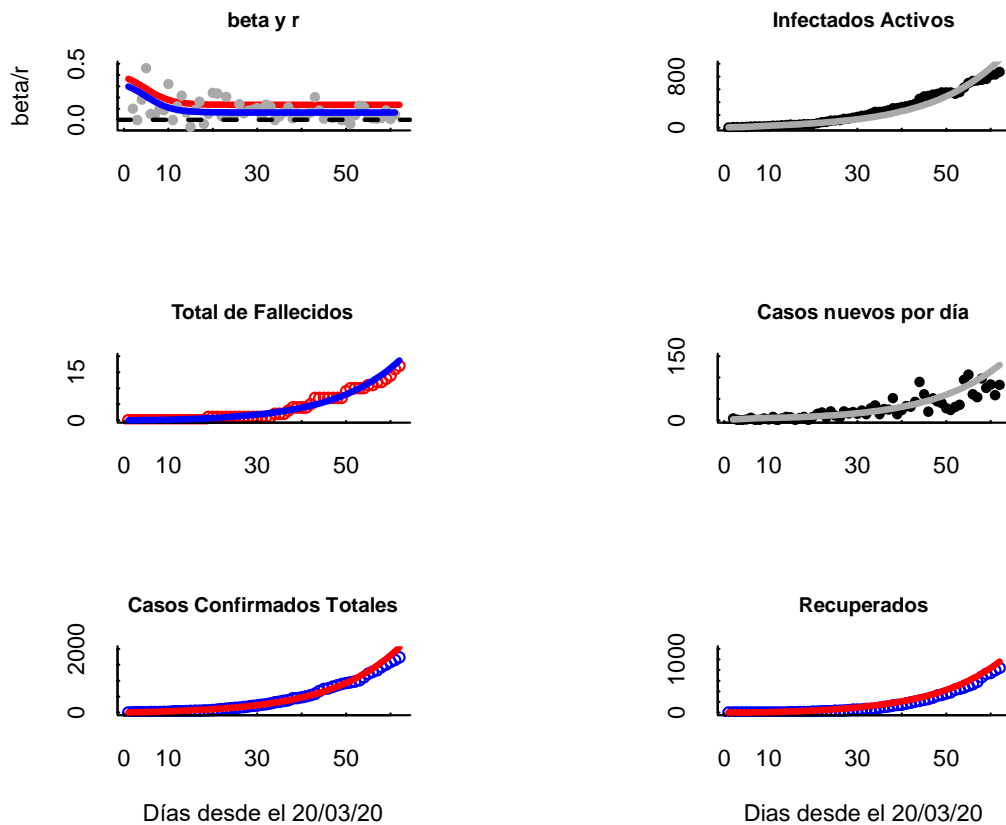 beta y r
beta/r
0.5
0.0
0 10 30 50
Infectados Activos
800
0
0 10 30 50
Total de Fallecidos
15
0
0 10 30 50
Casos nuevos por día
150
0
0 10 30 50
Casos Confirmados Totales
2000
0
0 10 30 50
Días desde el 20/03/20
Recuperados
1000
0
0 10 30 50
Dias desde el 20/03/20